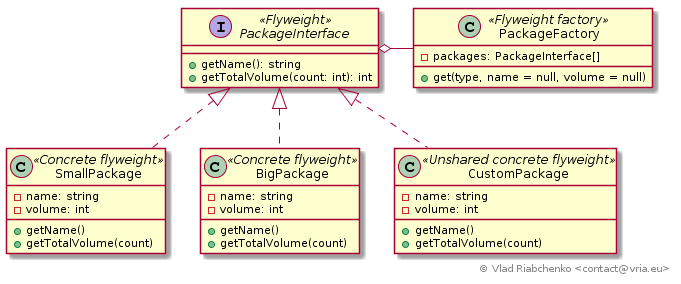 I
«Flyweight»
PackageInterface
getName(): string
getTotalVolume(count: int): int
C
«Flyweight factory»
PackageFactory
packages: PackageInterface[]
get(type, name = null, volume = null)
C
«Concrete flyweight»
SmallPackage
name: string
volume: int
getName()
getTotalVolume(count)
C
«Concrete flyweight»
BigPackage
name: string
volume: int
getName()
getTotalVolume(count)
C
«Unshared concrete flyweight»
CustomPackage
name: string
volume: int
getName()
getTotalVolume(count)
© Vlad Riabchenko <contact@vria.eu>